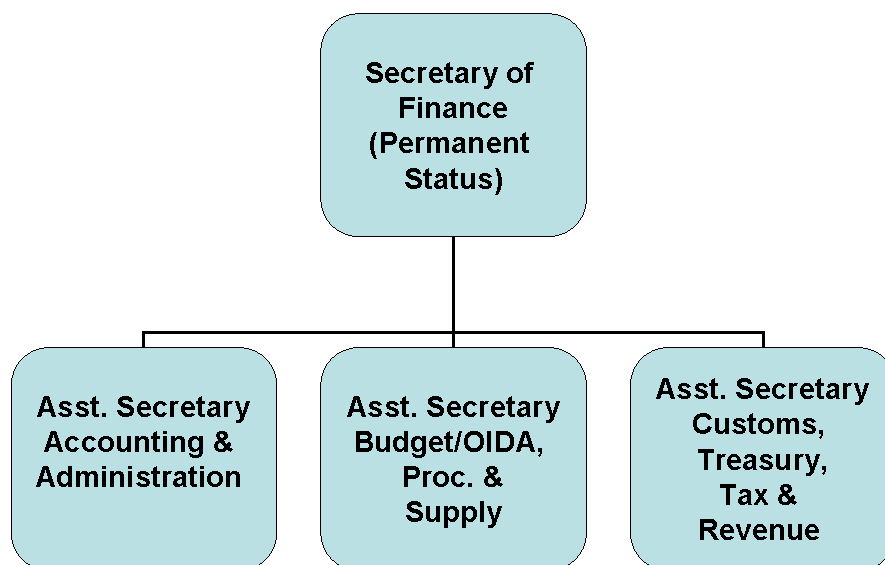 Secretary of
Finance
(Permanent
Status)
Asst. Secretary
Accounting &
Administration
Asst. Secretary
Budget/OIDA,
Proc. &
Supply
Asst. Secretary
Customs,
Treasury,
Tax &
Revenue